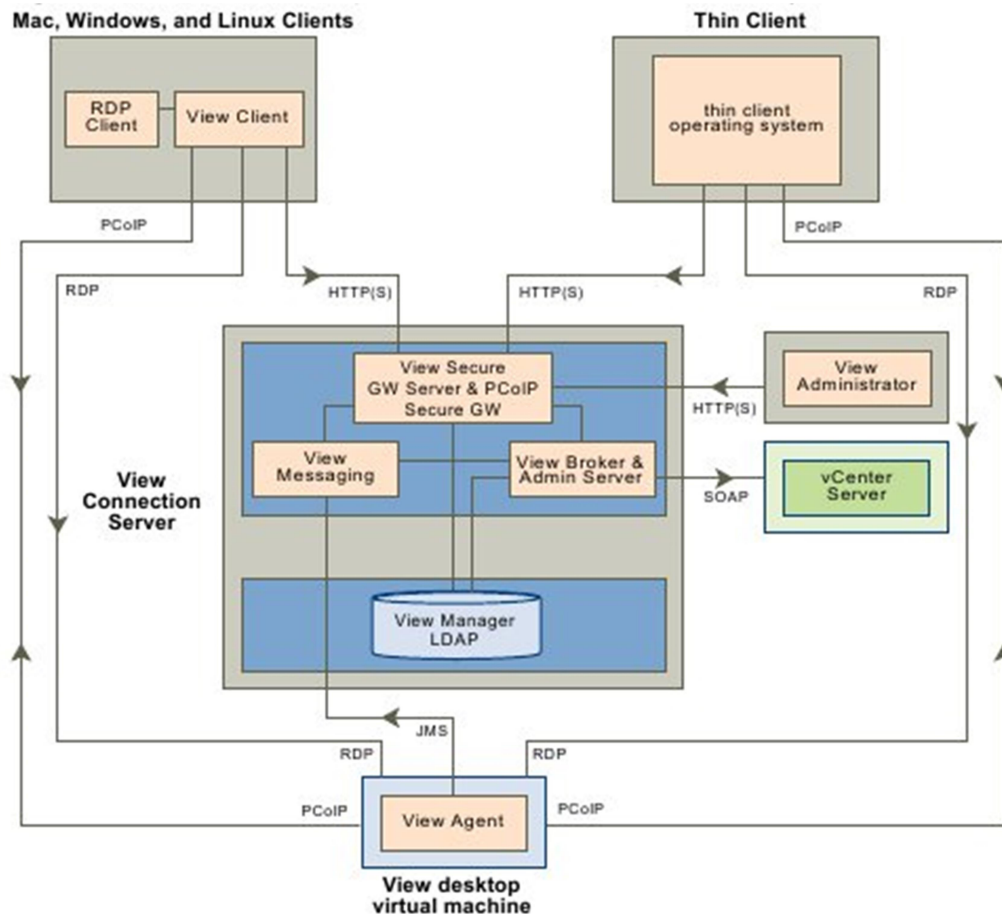 Mac, Windows, and Linux Clients
Thin Client
RDP
Client
View Client
thin client
operating system
PCoIP
PCoIP
RDP
HTTP(S)
HTTP(S)
RDP
View Secure
GW Server & PCoIP
Secure GW
View
Administrator
HTTP(S)
View
Messaging
View Broker &
Admin Server
SOAP
vCenter
Server
View
Connection
Server
View Manager
LDAP
JMS
RDP
RDP
PCoIP
PCoIP
View Agent
View desktop
virtual machine